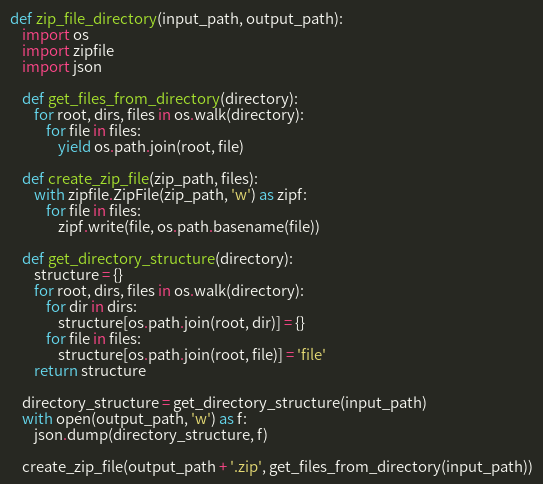 def zip_file_directory(input_path, output_path):
    import os
    import zipfile
    import json

    def get_files_from_directory(directory):
        for root, dirs, files in os.walk(directory):
            for file in files:
                yield os.path.join(root, file)

    def create_zip_file(zip_path, files):
        with zipfile.ZipFile(zip_path, 'w') as zipf:
            for file in files:
                zipf.write(file, os.path.basename(file))

    def get_directory_structure(directory):
        structure = {}
        for root, dirs, files in os.walk(directory):
            for dir in dirs:
                structure[os.path.join(root, dir)] = {}
            for file in files:
                structure[os.path.join(root, file)] = 'file'
        return structure

    directory_structure = get_directory_structure(input_path)
    with open(output_path, 'w') as f:
        json.dump(directory_structure, f)

    create_zip_file(output_path + '.zip', get_files_from_directory(input_path))